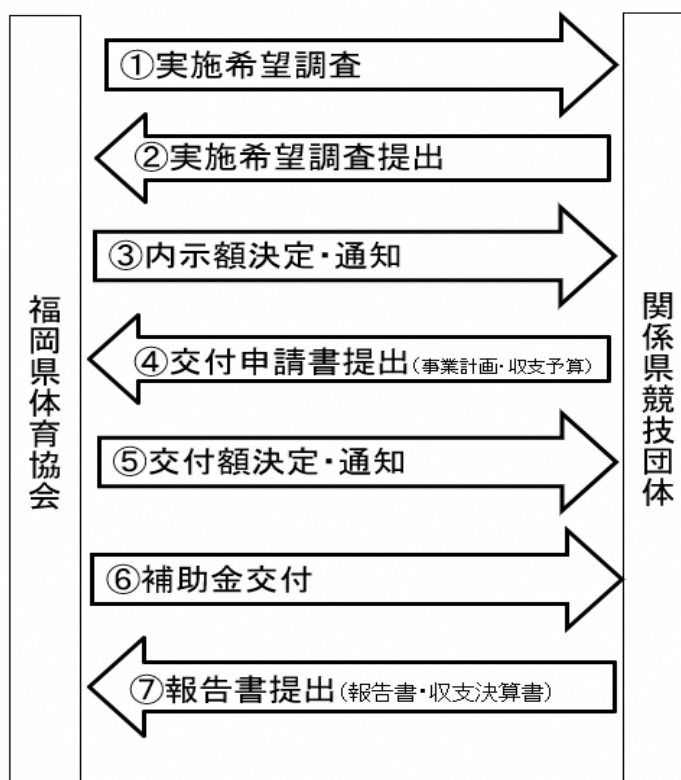 福岡県体育協会
①実施希望調査
②実施希望調査提出
③内示額決定・通知
④交付申請書提出(事業計画・収支予算)
⑤交付額決定・通知
⑥補助金交付
⑦報告書提出(報告書・収支決算書)
関係県競技団体